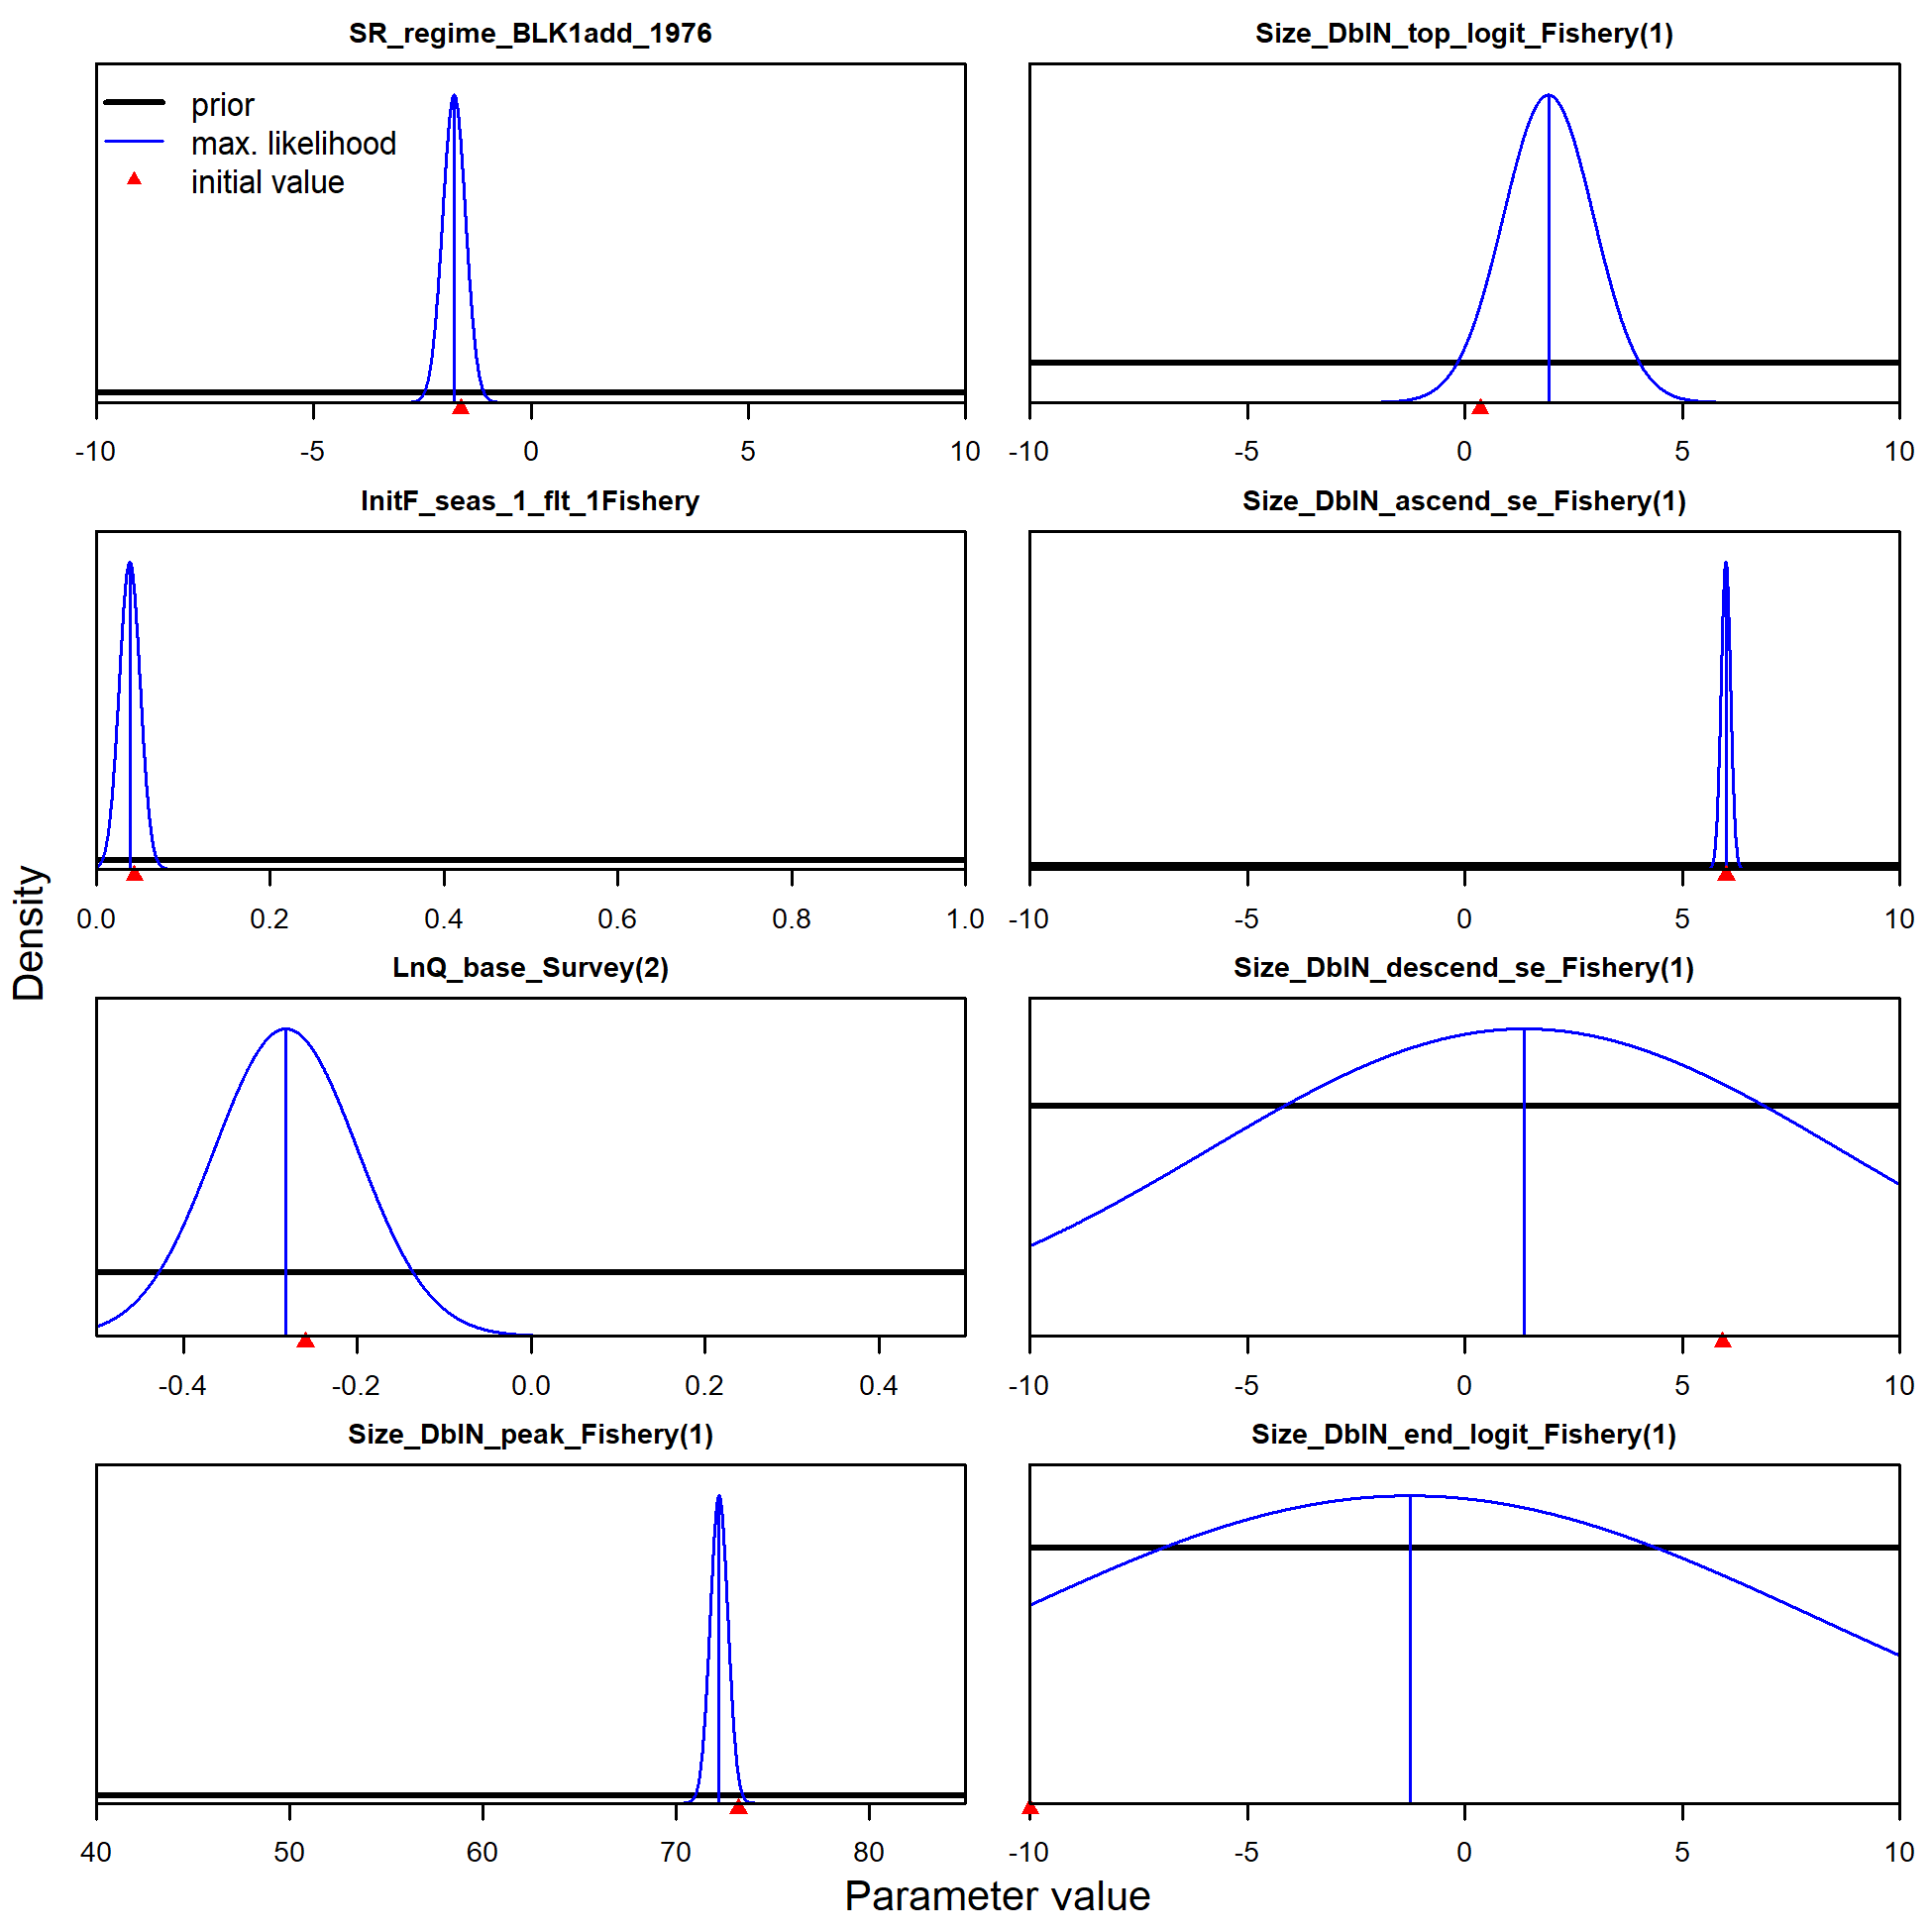 SR_regime_BLK1add_1976
prior
max. likelihood
initial value
-10 -5 0 5 10
Size_DblN_top_logit_Fishery(1)
-10 -5 0 5 10
InitF_seas_1_flt_1Fishery
0.0 0.2 0.4 0.6 0.8 1.0
Size_DblN_ascend_se_Fishery(1)
-10 -5 0 5 10
LnQ_base_Survey(2)
-0.4 -0.2 0.0 0.2 0.4
Size_DblN_descend_se_Fishery(1)
-10 -5 0 5 10
Size_DblN_peak_Fishery(1)
40 50 60 70 80
Size_DblN_end_logit_Fishery(1)
-10 -5 0 5 10
Density
Parameter value